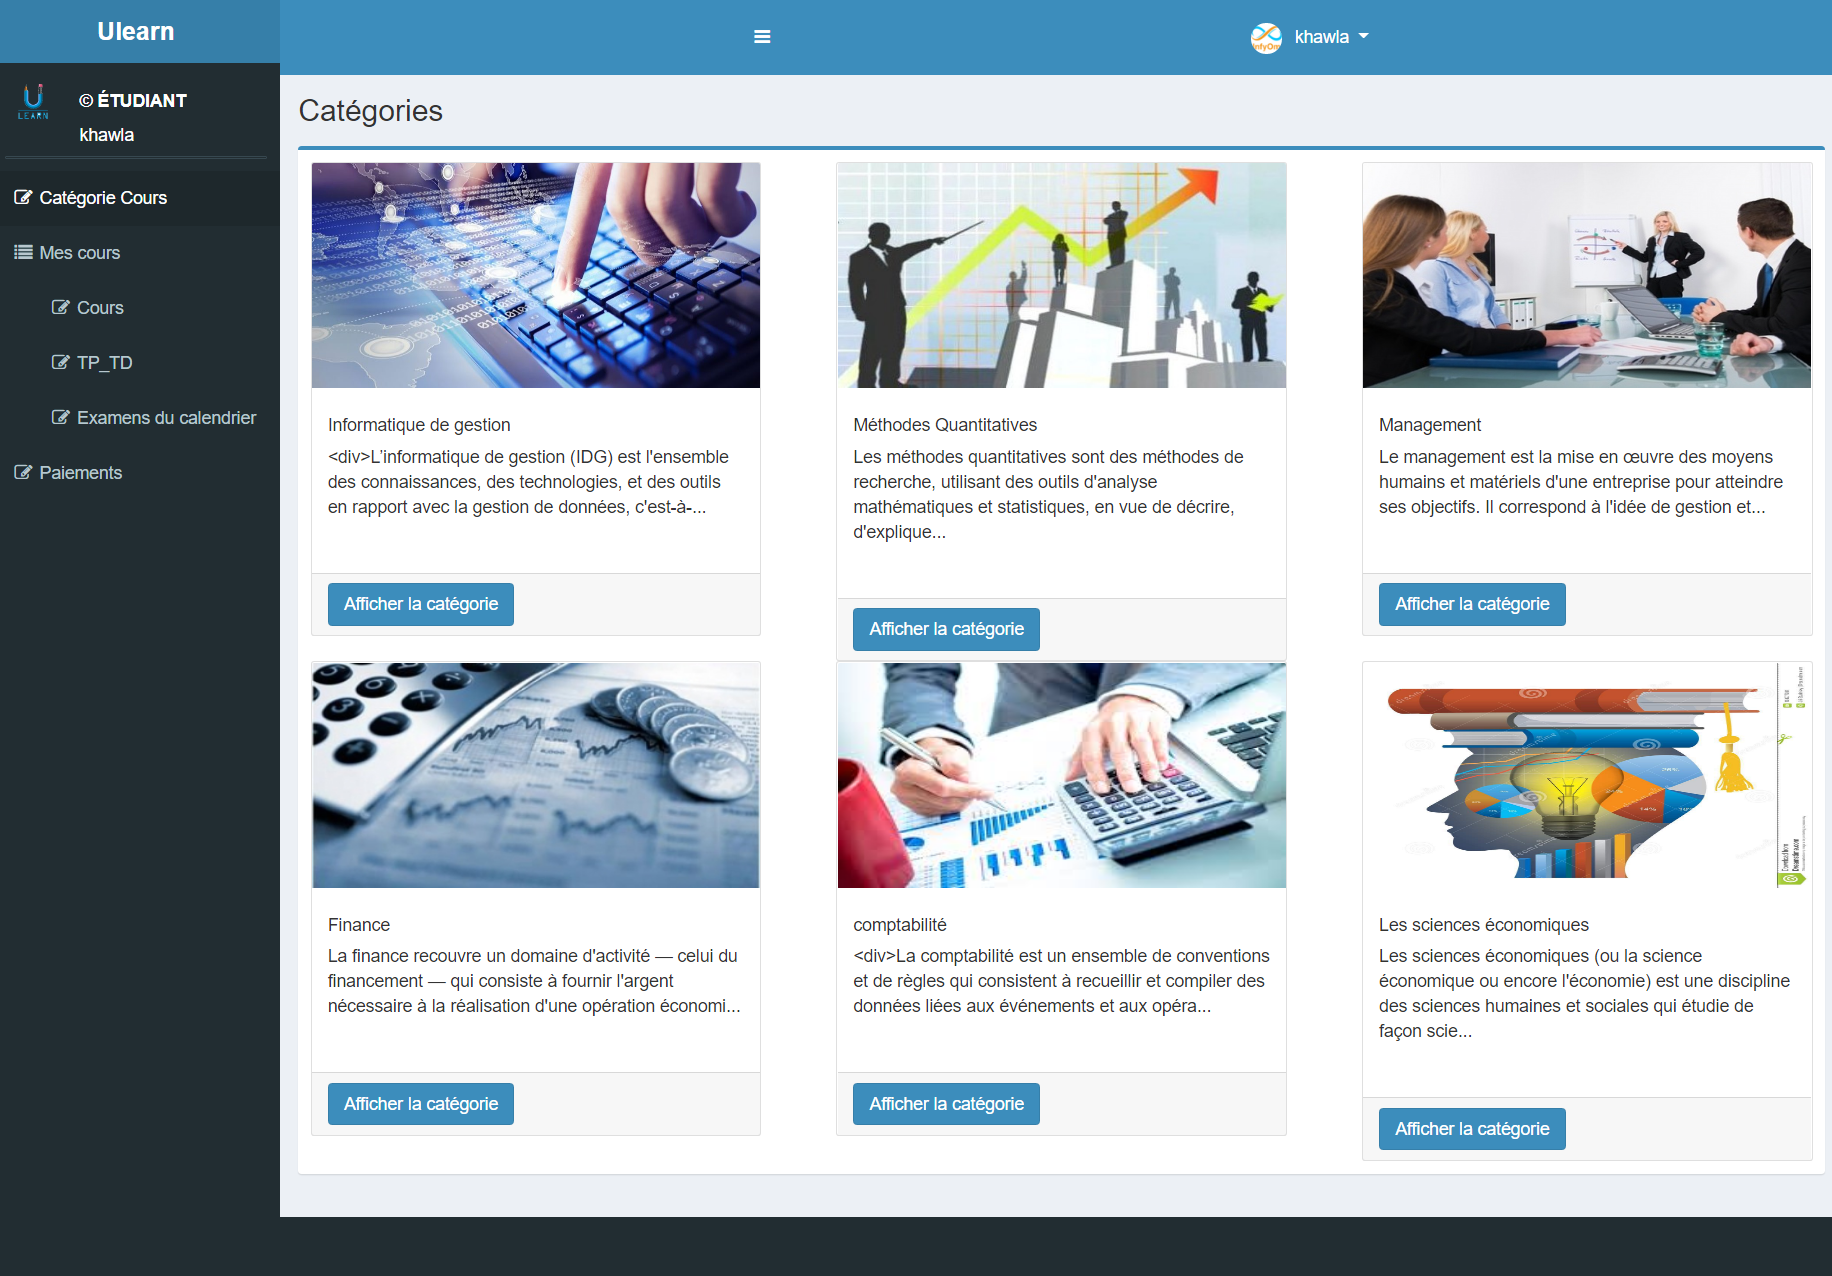 Ulearn
khawla
LEARN
© ÉTUDIANT
khawla
Catégorie Cours
Mes cours
Cours
TP_TD
Examens du calendrier
Paiements
Catégories
Informatique de gestion
<div>L'informatique de gestion (IDG) est l'ensemble
des connaissances, des technologies, et des outils
en rapport avec la gestion de données, c'est-à-...
Afficher la catégorie
Méthodes Quantitatives
Les méthodes quantitatives sont des méthodes de
recherche, utilisant des outils d'analyse
mathématiques et statistiques, en vue de décrire,
d'explique...
Afficher la catégorie
Management
Le management est la mise en œuvre des moyens
humains et matériels d'une entreprise pour atteindre
ses objectifs. Il correspond à l'idée de gestion et...
Afficher la catégorie
Finance
La finance recouvre un domaine d'activité — celui du
financement — qui consiste à fournir l'argent
nécessaire à la réalisation d'une opération économi...
Afficher la catégorie
comptabilité
<div>La comptabilité est un ensemble de conventions
et de règles qui consistent à recueillir et compiler des
données liées aux événements et aux opéra...
Afficher la catégorie
Les sciences économiques
Les sciences économiques (ou la science
économique ou encore l'économie) est une discipline
des sciences humaines et sociales qui étudie de
façon scie...
Afficher la catégorie